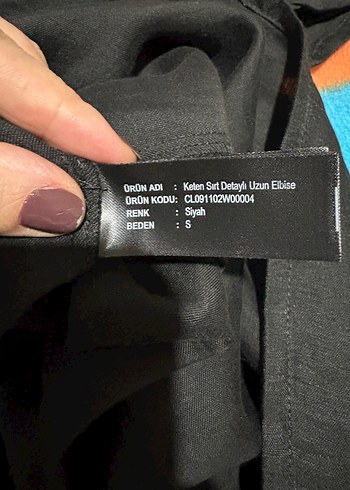 ÜRÜN ADI : Keten Sırt Detaylı Uzun Elbise
ÜRÜN KODU: CL091102W00004
RENK : Siyah
BEDEN : S